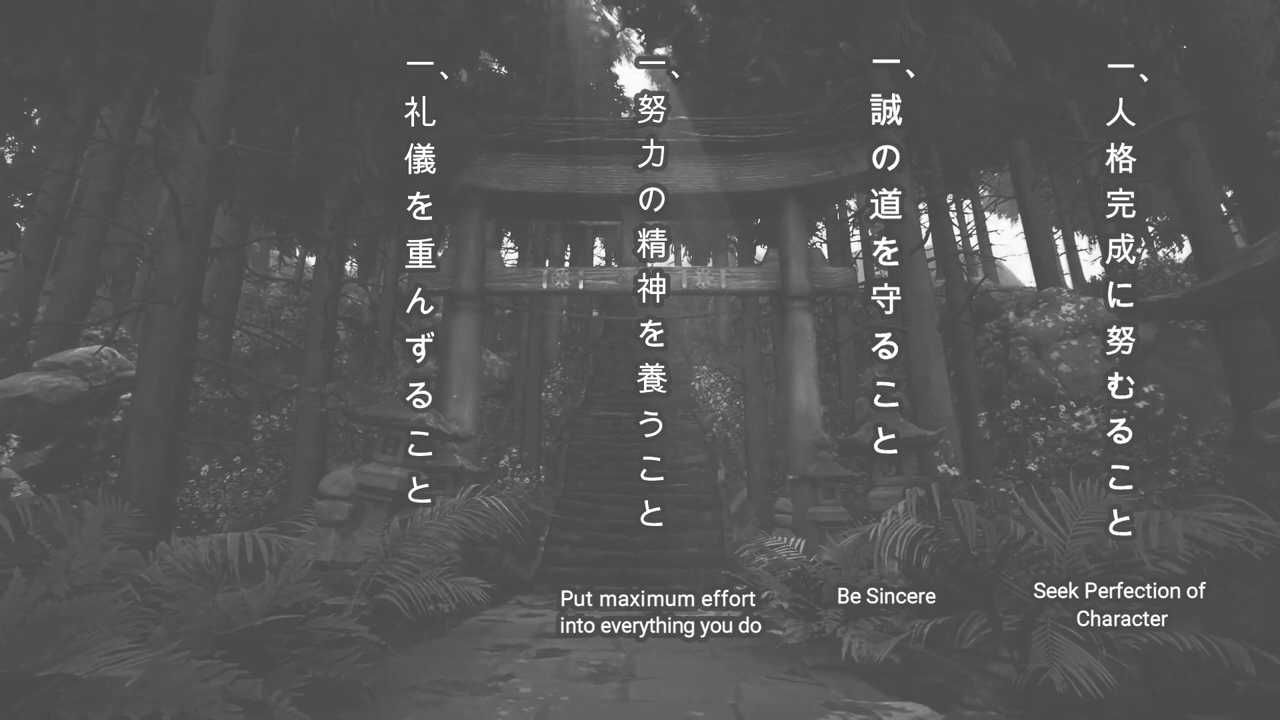 一、人格完成に努むること
一、誠の道を守ること
一、努力の精神を養うこと
一、礼儀を重んずること
Seek Perfection of
Character
Be Sincere
Put maximum effort
into everything you do